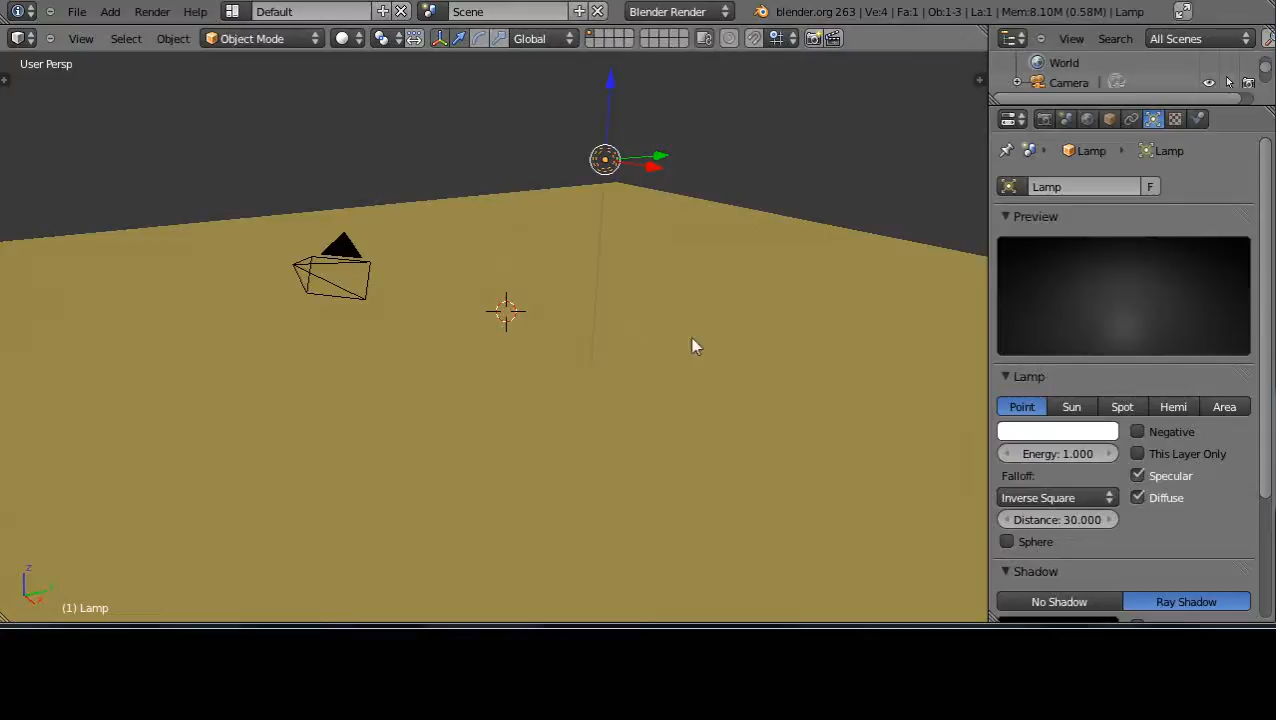 File Add Render Help Default Scene Blender Render blender.org 263 | Ve:4 | Fa:1 | Ob:1-3 | La:1 | Mem:8.10M (0.58M) | Lamp
View Select Object Object Mode Global View Search All Scenes
User Persp
World
Camera
Lamp Lamp
Lamp F
Preview
Lamp
Point Sun Spot Hemi Area
Negative
Energy: 1.000 This Layer Only
Falloff: Specular
Inverse Square Diffuse
Distance: 30.000
Sphere
Shadow
No Shadow Ray Shadow
z
(1) Lamp